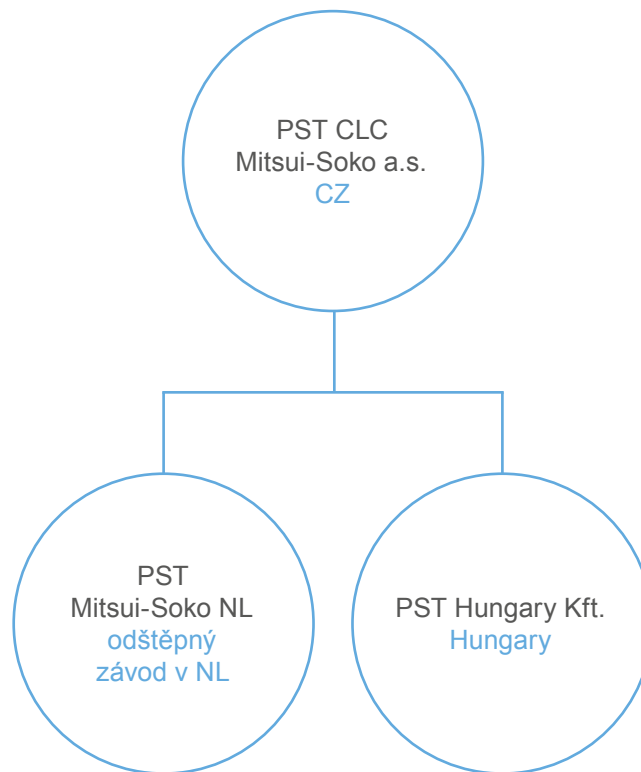 PST CLC
Mitsui-Soko a.s.
CZ
PST
Mitsui-Soko NL
odštěpný
závod v NL
PST Hungary Kft.
Hungary